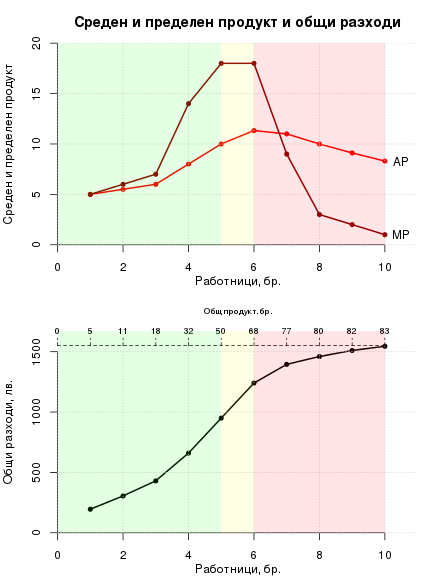 Среден и пределен продукт и общи разходи
Среден и пределен продукт
20
15
10
5
0
AP
MP
0 2 4 6 8 10
Работници, бр.
Общ продукт, бр.
0 5 11 18 32 50 68 77 80 82 83
Общи разходи, лв.
1500
1000
500
0
0 2 4 6 8 10
Работници, бр.